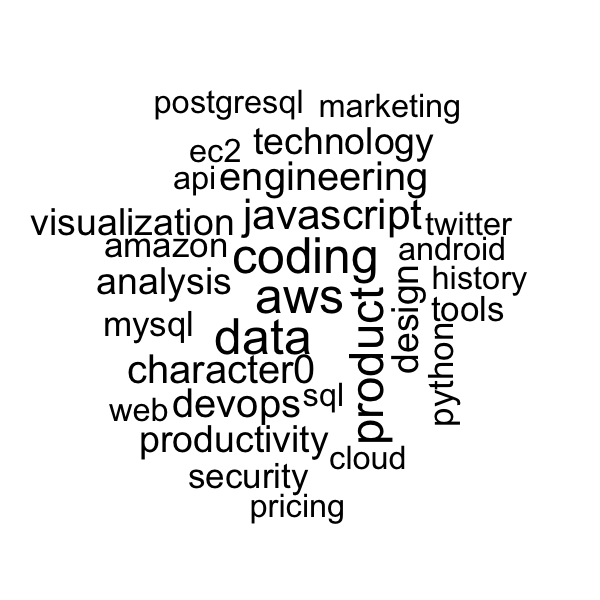 postgresql marketing
ec2 technology
api engineering
visualization javascript twitter
amazon coding android
analysis aws history
mysql data product design tools
character0 python
web devops sql
productivity cloud
security
pricing